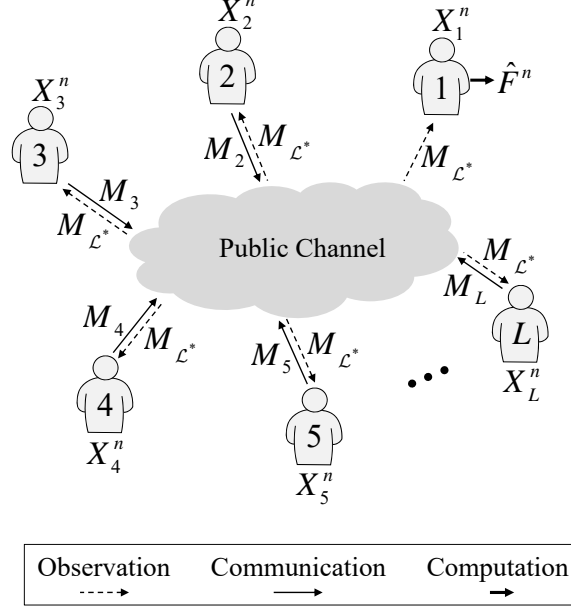 X_2^n
X_1^n
2
1
F̂^n
X_3^n
3
M_2
M_{ℒ*}
M_{ℒ*}
M_3
M_{ℒ*}
Public Channel
M_{ℒ*}
M_L
L
X_L^n
M_4
M_{ℒ*}
4
X_4^n
M_5
M_{ℒ*}
5
X_5^n
Observation Communication Computation